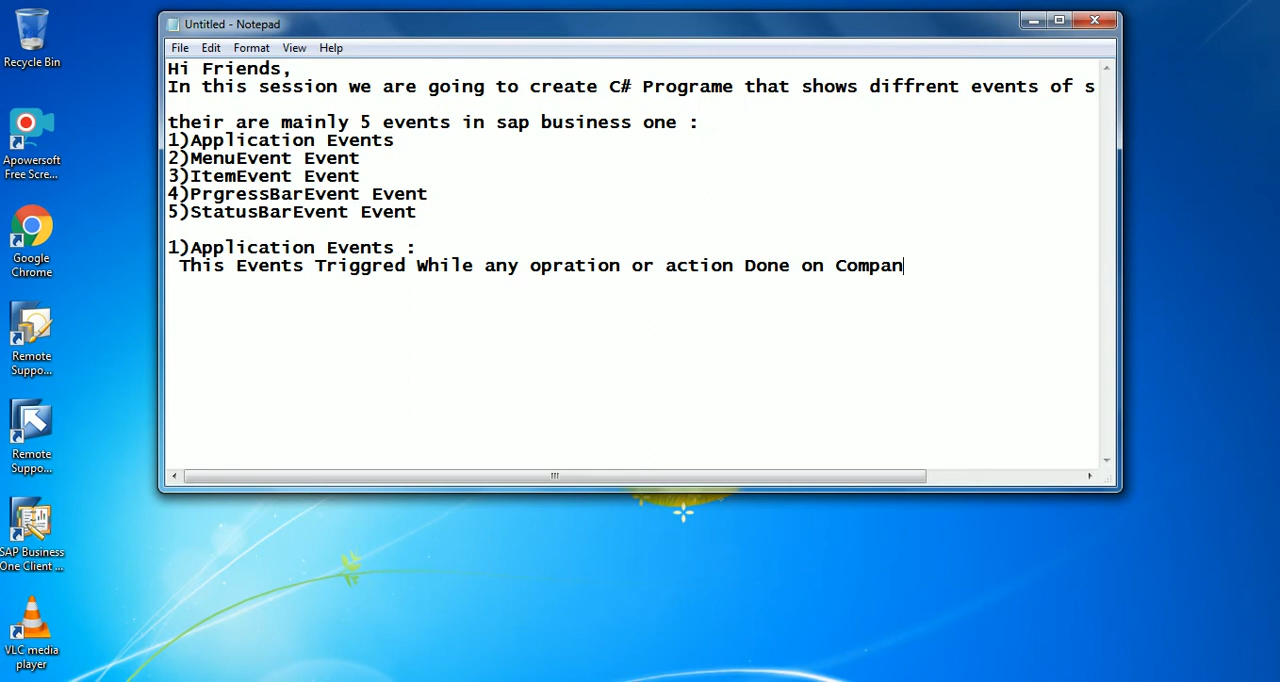 Recycle Bin
Apowersoft
Free Scre...
Google
Chrome
Remote
Suppo...
Remote
Suppo...
SAP Business
One Client ...
VLC media
player
Untitled - Notepad
File Edit Format View Help
Hi Friends,
In this session we are going to create C# Programe that shows diffrent events of s
their are mainly 5 events in sap business one :
1)Application Events
2)MenuEvent Event
3)ItemEvent Event
4)PrgressBarEvent Event
5)StatusBarEvent Event
1)Application Events :
This Events Triggred While any opration or action Done on Compan